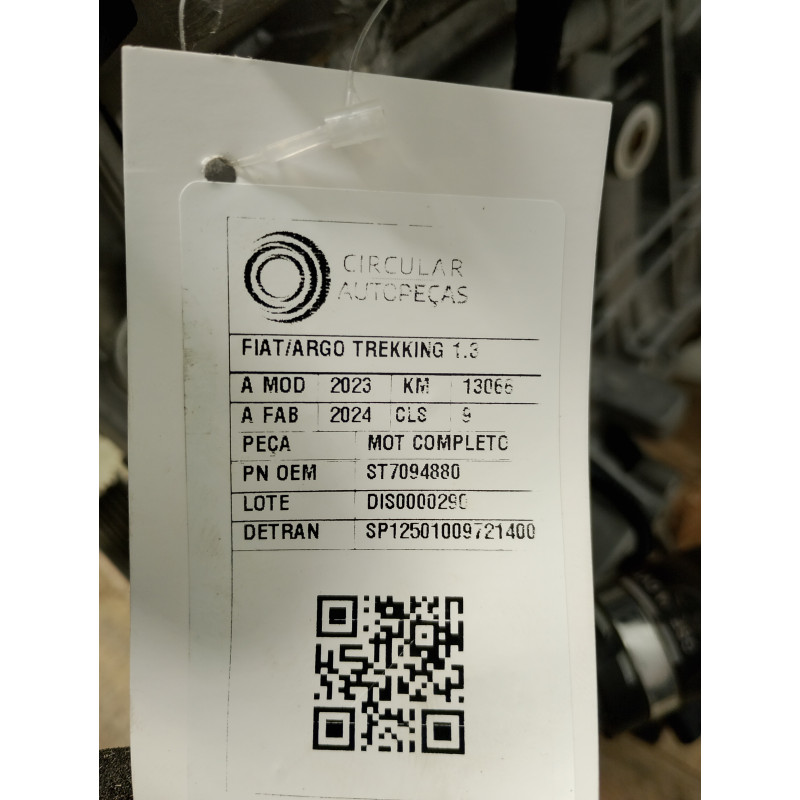 CIRCULAR
AUTOPEÇAS
FIAT/ARGO TREKKING 1.3
A MOD 2023 KM 13066
A FAB 2024 CLS 9
PEÇA MOT COMPLETO
PN OEM ST7094880
LOTE DIS0000290
DETRAN SP12501009721400